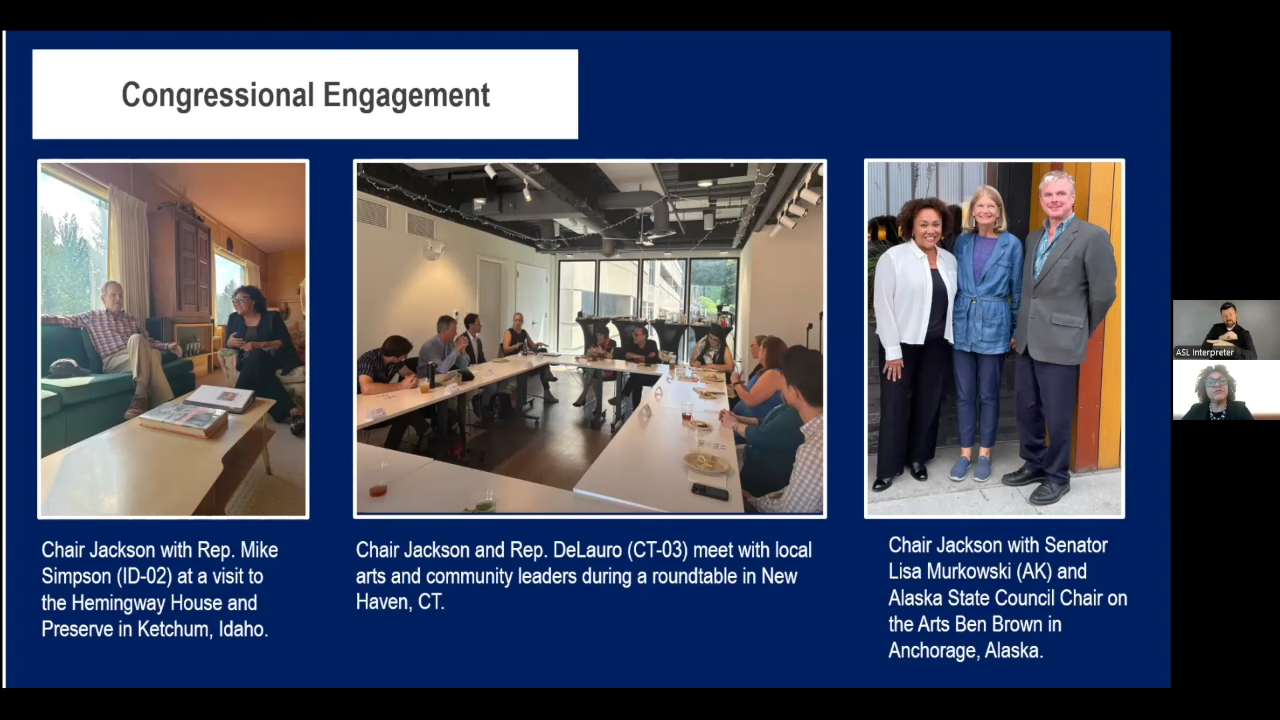 Congressional Engagement
Chair Jackson with Rep. Mike
Simpson (ID-02) at a visit to
the Hemingway House and
Preserve in Ketchum, Idaho.
Chair Jackson and Rep. DeLauro (CT-03) meet with local
arts and community leaders during a roundtable in New
Haven, CT.
Chair Jackson with Senator
Lisa Murkowski (AK) and
Alaska State Council Chair on
the Arts Ben Brown in
Anchorage, Alaska.
ASL Interpreter